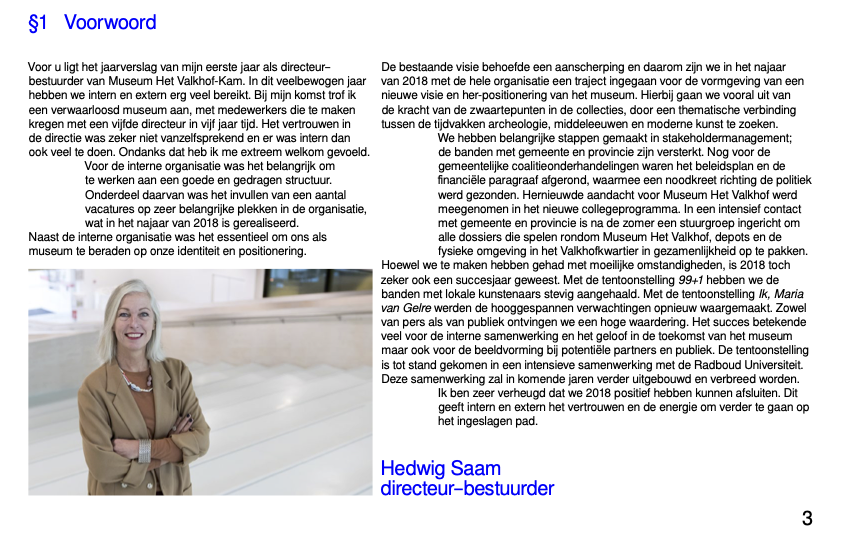 §1 Voorwoord
Voor u ligt het jaarverslag van mijn eerste jaar als directeur–
bestuurder van Museum Het Valkhof-Kam. In dit veelbewogen jaar
hebben we intern en extern erg veel bereikt. Bij mijn komst trof ik
een verwaarloosd museum aan, met medewerkers die te maken
kregen met een vijfde directeur in vijf jaar tijd. Het vertrouwen in
de directie was zeker niet vanzelfsprekend en er was intern dan
ook veel te doen. Ondanks dat heb ik me extreem welkom gevoeld.
Voor de interne organisatie was het belangrijk om
te werken aan een goede en gedragen structuur.
Onderdeel daarvan was het invullen van een aantal
vacatures op zeer belangrijke plekken in de organisatie,
wat in het najaar van 2018 is gerealiseerd.
Naast de interne organisatie was het essentieel om ons als
museum te beraden op onze identiteit en positionering.
De bestaande visie behoefde een aanscherping en daarom zijn we in het najaar
van 2018 met de hele organisatie een traject ingegaan voor de vormgeving van een
nieuwe visie en her-positionering van het museum. Hierbij gaan we vooral uit van
de kracht van de zwaartepunten in de collecties, door een thematische verbinding
tussen de tijdvakken archeologie, middeleeuwen en moderne kunst te zoeken.
We hebben belangrijke stappen gemaakt in stakeholdermanagement;
de banden met gemeente en provincie zijn versterkt. Nog voor de
gemeentelijke coalitieonderhandelingen waren het beleidsplan en de
financiële paragraaf afgerond, waarmee een noodkreet richting de politiek
werd gezonden. Hernieuwde aandacht voor Museum Het Valkhof werd
meegenomen in het nieuwe collegeprogramma. In een intensief contact
met gemeente en provincie is na de zomer een stuurgroep ingericht om
alle dossiers die spelen rondom Museum Het Valkhof, depots en de
fysieke omgeving in het Valkhofkwartier in gezamenlijkheid op te pakken.
Hoewel we te maken hebben gehad met moeilijke omstandigheden, is 2018 toch
zeker ook een succesjaar geweest. Met de tentoonstelling 99+1 hebben we de
banden met lokale kunstenaars stevig aangehaald. Met de tentoonstelling Ik, Maria
van Gelre werden de hooggespannen verwachtingen opnieuw waargemaakt. Zowel
van pers als van publiek ontvingen we een hoge waardering. Het succes betekende
veel voor de interne samenwerking en het geloof in de toekomst van het museum
maar ook voor de beeldvorming bij potentiële partners en publiek. De tentoonstelling
is tot stand gekomen in een intensieve samenwerking met de Radboud Universiteit.
Deze samenwerking zal in komende jaren verder uitgebouwd en verbreed worden.
Ik ben zeer verheugd dat we 2018 positief hebben kunnen afsluiten. Dit
geeft intern en extern het vertrouwen en de energie om verder te gaan op
het ingeslagen pad.
Hedwig Saam
directeur–bestuurder
3